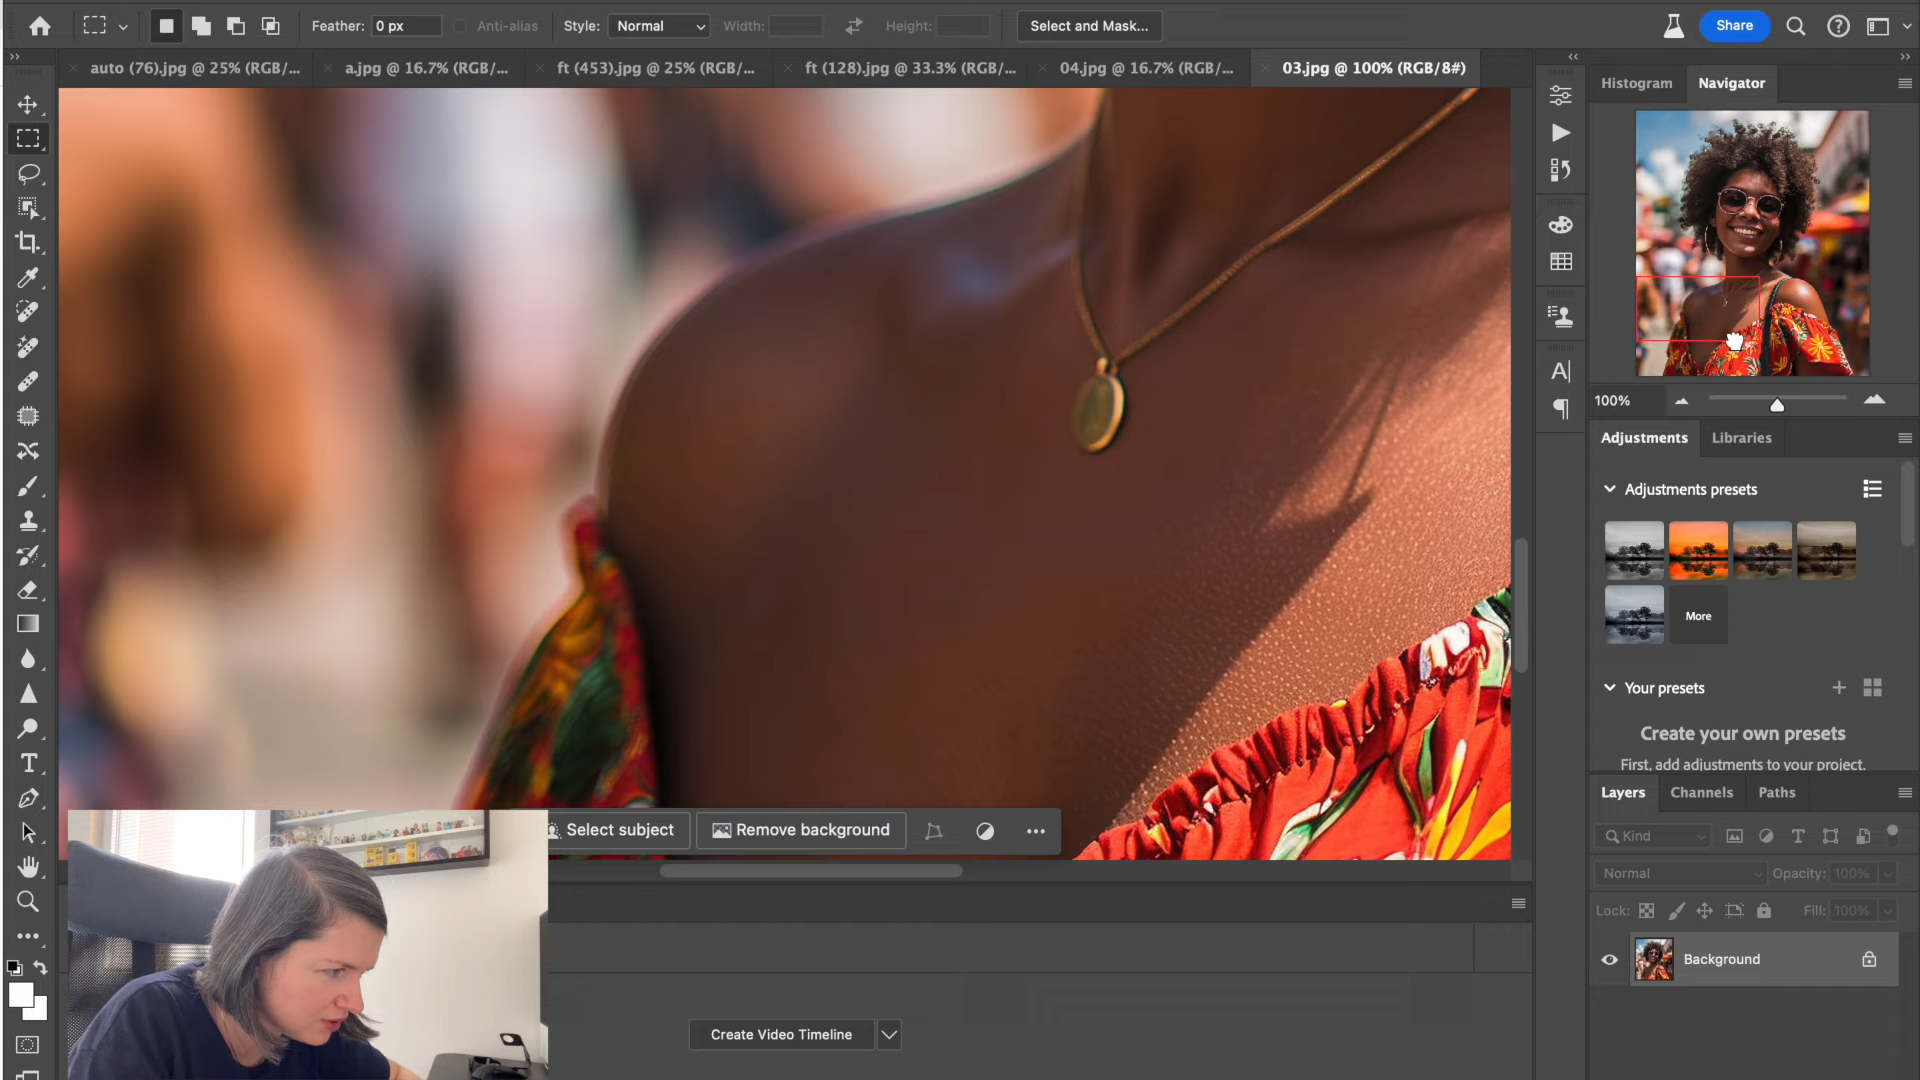 Feather: 0 px Anti-alias Style: Normal Width: Height: Select and Mask... Share
auto (76).jpg @ 25% (RGB/... a.jpg @ 16.7% (RGB/... ft (453).jpg @ 25% (RGB/... ft (128).jpg @ 33.3% (RGB/... 04.jpg @ 16.7% (RGB/... 03.jpg @ 100% (RGB/8#)
Histogram Navigator
100%
Adjustments Libraries
Adjustments presets
More
Your presets
Create your own presets
First, add adjustments to your project.
Layers Channels Paths
Kind
Normal Opacity: 100%
Lock: Fill: 100%
Background
Select subject Remove background
Create Video Timeline